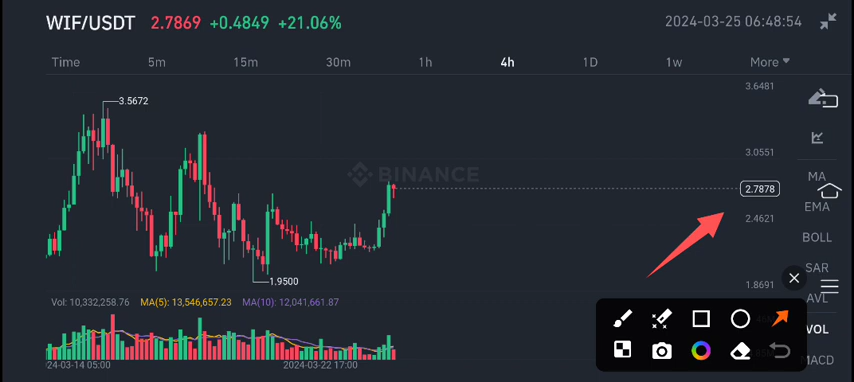 WIF/USDT 2.7869 +0.4849 +21.06% 2024-03-25 06:48:54
Time 5m 15m 30m 1h 4h 1D 1w More
3.6481
3.5672
3.0551
BINANCE
MA
2.7878
EMA
2.4621
BOLL
SAR
1.9500
1.8691
AVL
Vol: 10,332,258.76 MA(5): 13,546,657.23 MA(10): 12,041,661.87
VOL
MACD
24-03-14 05:00 2024-03-22 17:00